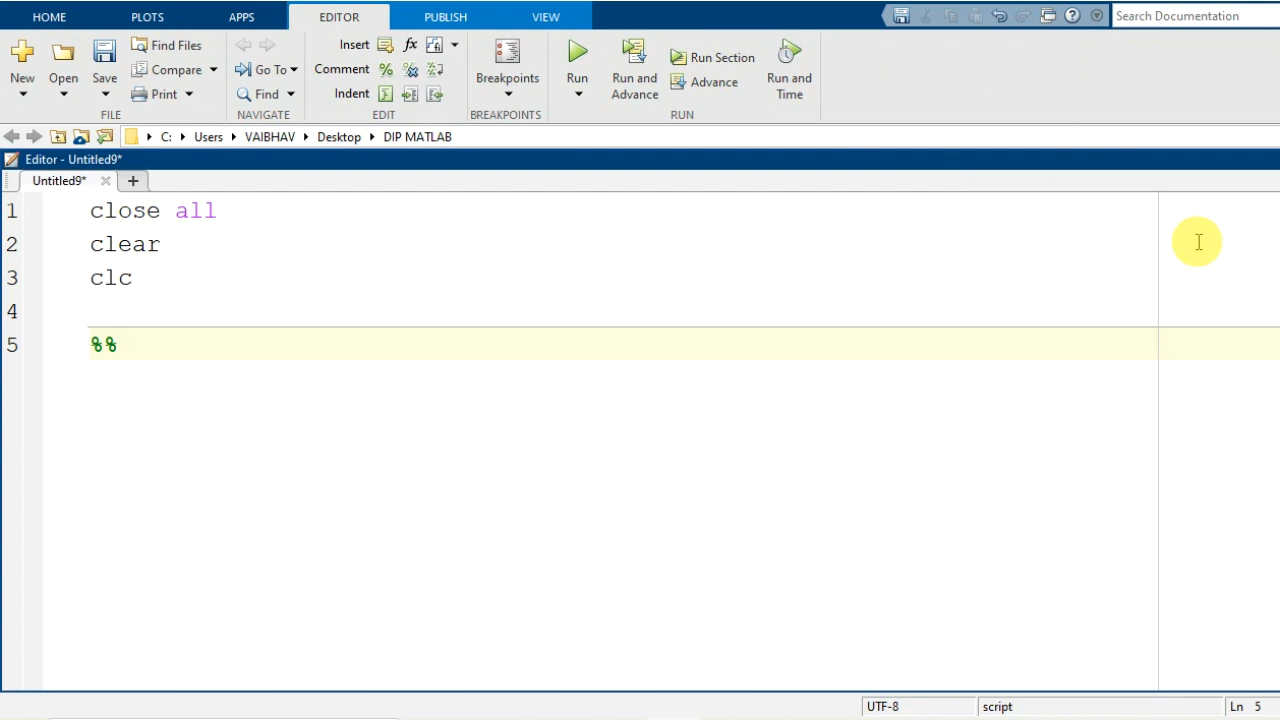 HOME PLOTS APPS EDITOR PUBLISH VIEW Search Documentation
New Open Save Find Files Compare Print
FILE
Go To Find
NAVIGATE
Insert fx
Comment
Indent
EDIT
Breakpoints
BREAKPOINTS
Run Run and Advance Run Section Advance Run and Time
RUN
C: Users VAIBHAV Desktop DIP MATLAB
Editor - Untitled9*
Untitled9*
1 close all
2 clear
3 clc
4
5 %%
UTF-8 script Ln 5